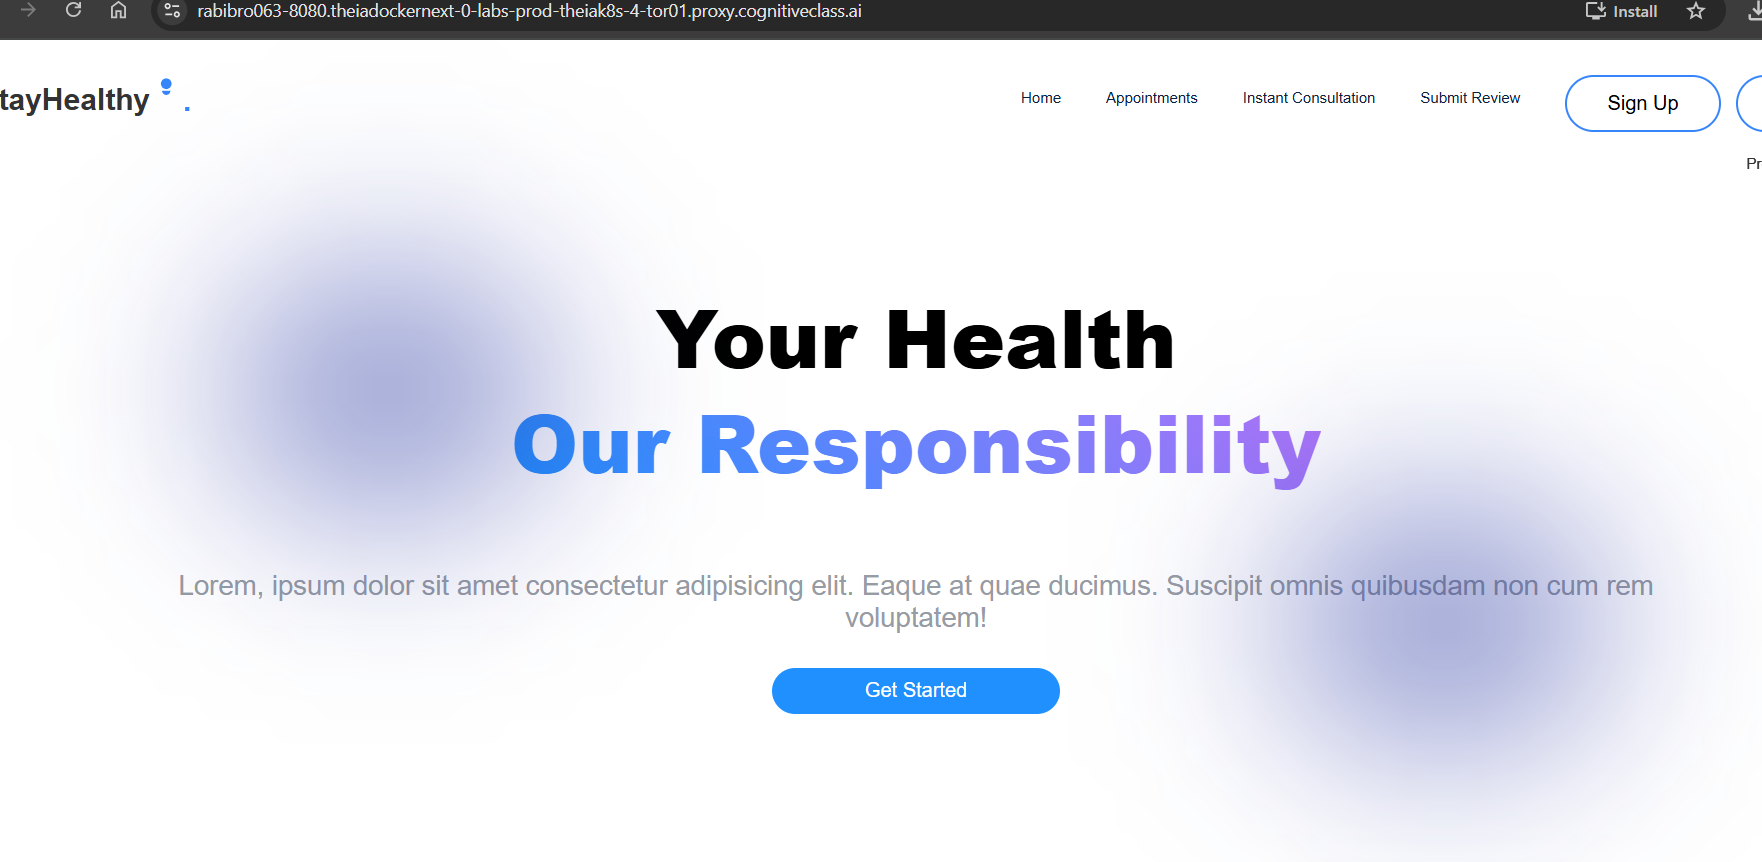 rabibro063-8080.theiadockernext-0-labs-prod-theiak8s-4-tor01.proxy.cognitiveclass.ai
Install
tayHealthy .
Home Appointments Instant Consultation Submit Review Sign Up
Pr
Your Health
Our Responsibility
Lorem, ipsum dolor sit amet consectetur adipisicing elit. Eaque at quae ducimus. Suscipit omnis quibusdam non cum rem
voluptatem!
Get Started